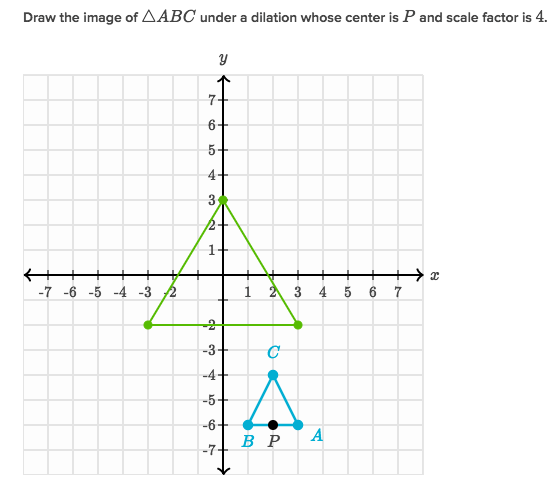 Draw the image of △ABC under a dilation whose center is P and scale factor is 4.
y
7
6
5
4
3
2
1
x
-7 -6 -5 -4 -3 -2 1 2 3 4 5 6 7
-2
-3
C
-4
-5
-6
B P A
-7